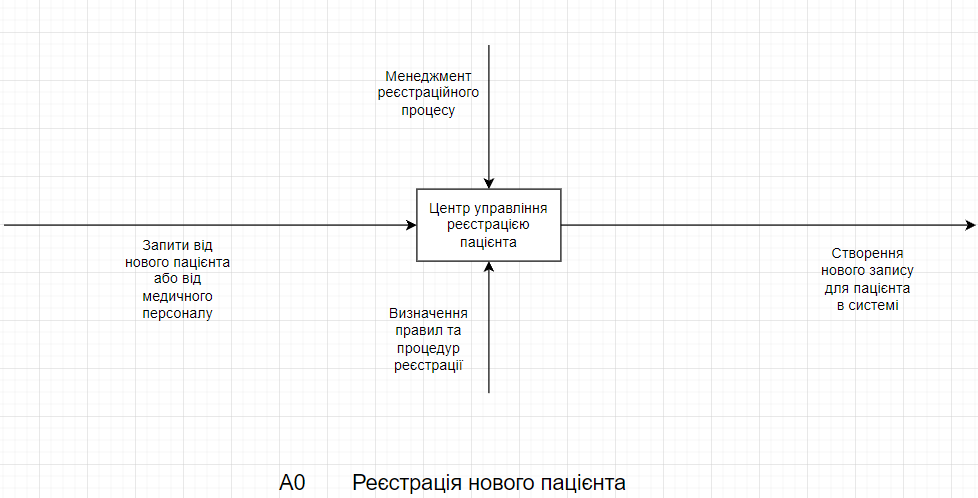 Менеджмент
реєстраційного
процесу
Центр управління
реєстрацією
пацієнта
Запити від
нового пацієнта
або від
медичного
персоналу
Створення
нового запису
для пацієнта
в системі
Визначення
правил та
процедур
реєстрації
A0 Реєстрація нового пацієнта